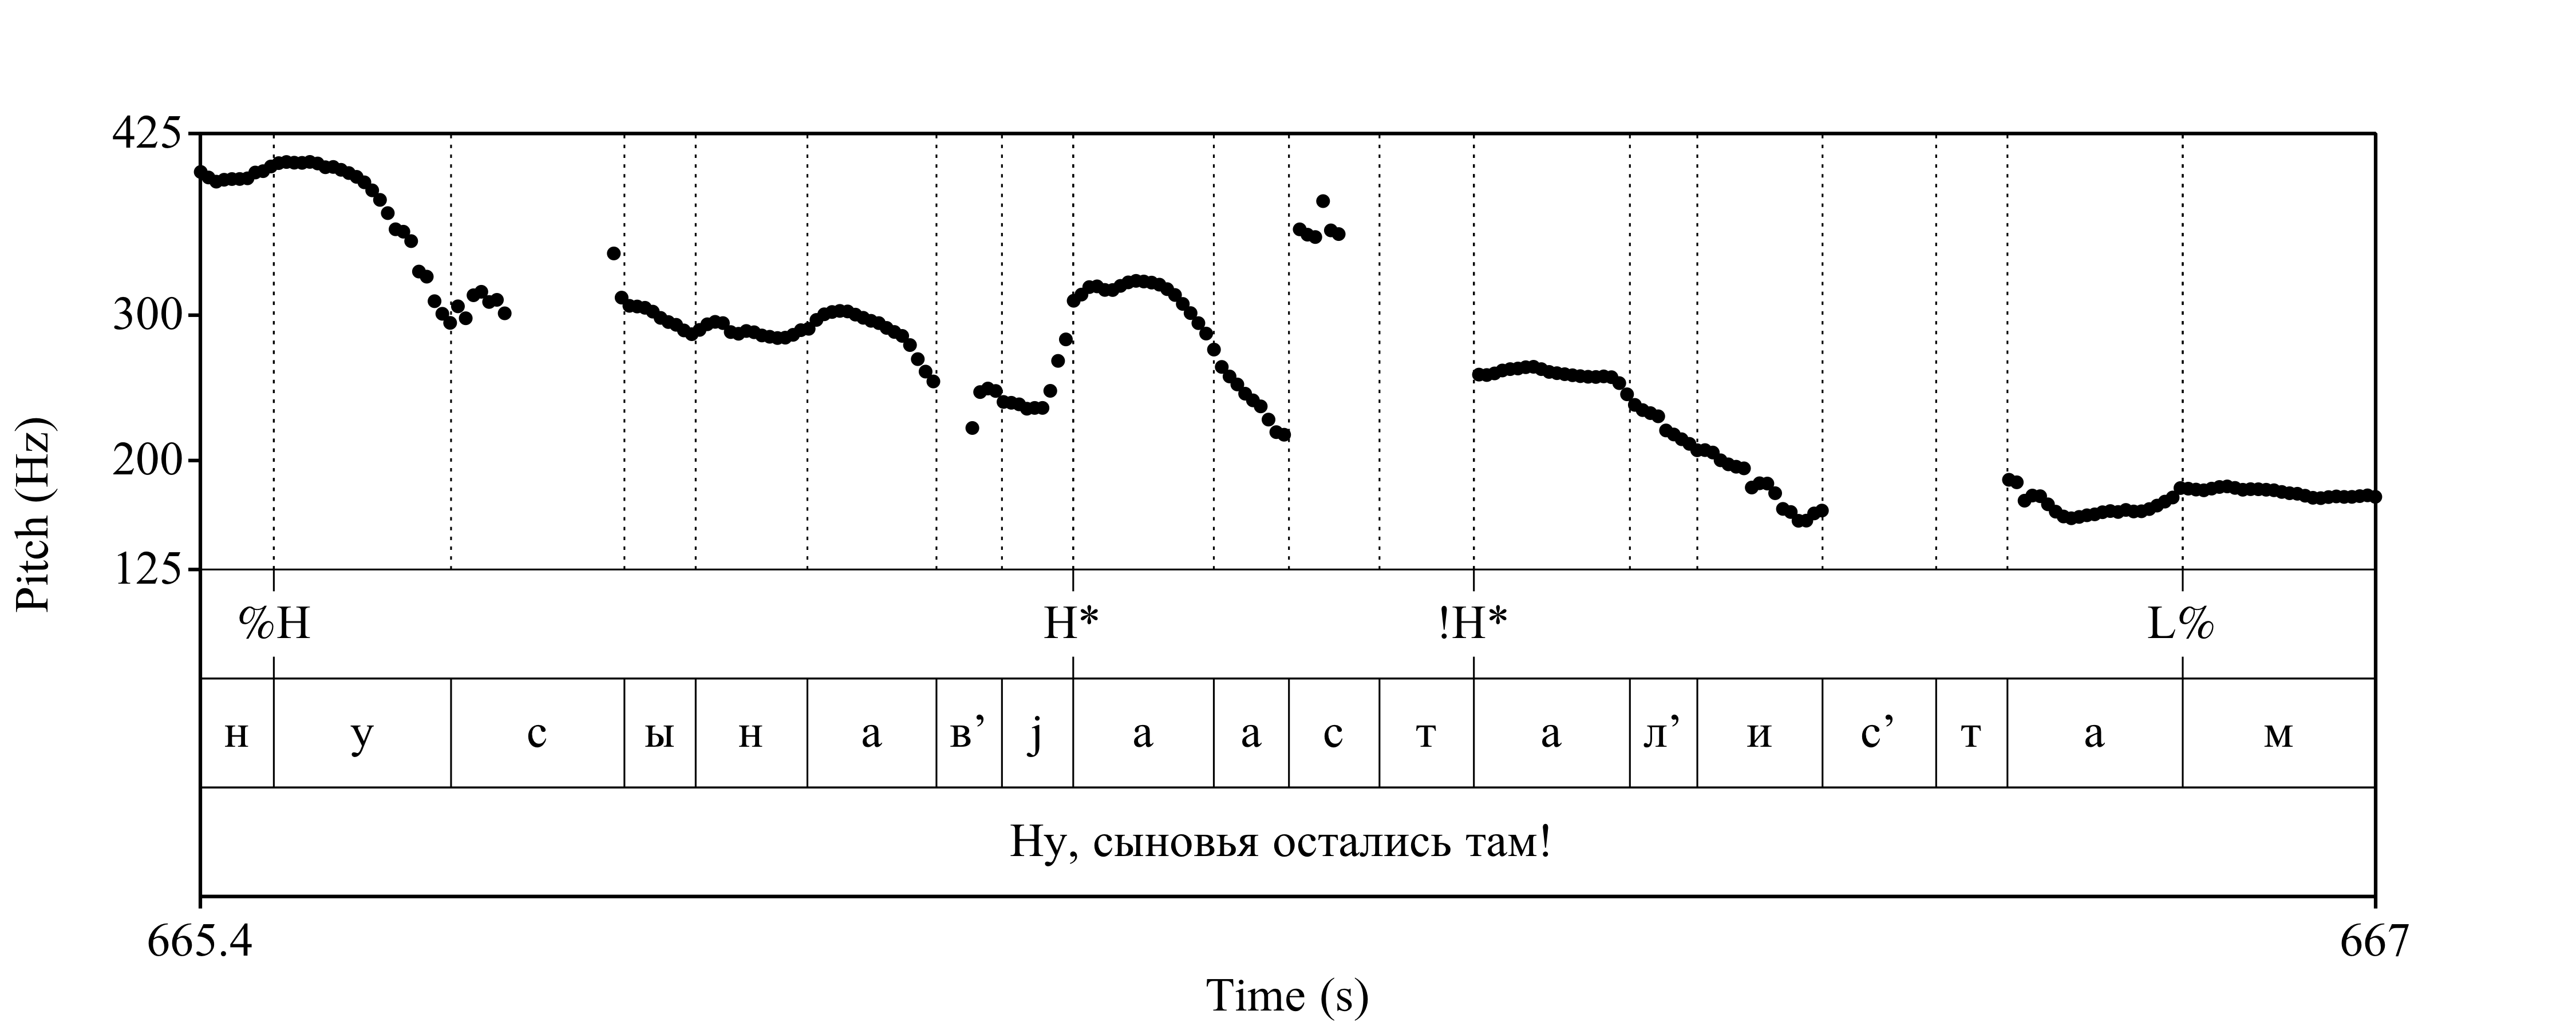 425
300
200
125
Pitch (Hz)
%H H* !H* L%
н у с ы н а в’ j а а с т а л’ и с’ т а м
Ну, сыновья остались там!
665.4 667
Time (s)